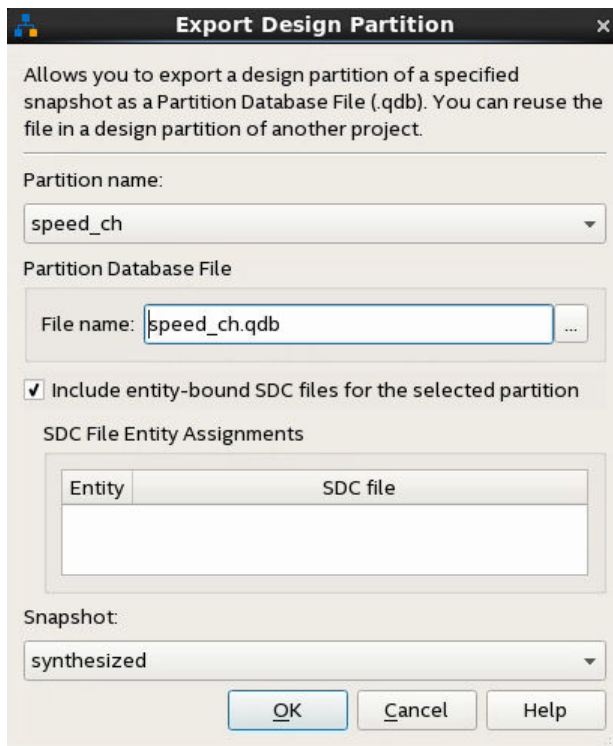 Export Design Partition
Allows you to export a design partition of a specified
snapshot as a Partition Database File (.qdb). You can reuse the
file in a design partition of another project.
Partition name:
speed_ch
Partition Database File
File name: speed_ch.qdb ...
Include entity-bound SDC files for the selected partition
SDC File Entity Assignments
Entity SDC file
Snapshot:
synthesized
OK Cancel Help